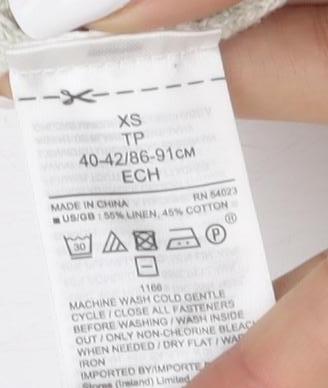 XS
TP
40-42/86-91CM
ECH
MADE IN CHINA RN 54023
■ US/GB : 55% LINEN, 45% COTTON
®
30 P
1166
MACHINE WASH COLD GENTLE
CYCLE / CLOSE ALL FASTENERS
BEFORE WASHING / WASH INSIDE
OUT / ONLY NON-CHLORINE BLEAC
WHEN NEEDED / DRY FLAT / WAR
IRON
IMPORTED BY/IMPORTE
Stores (Ireland) Limited